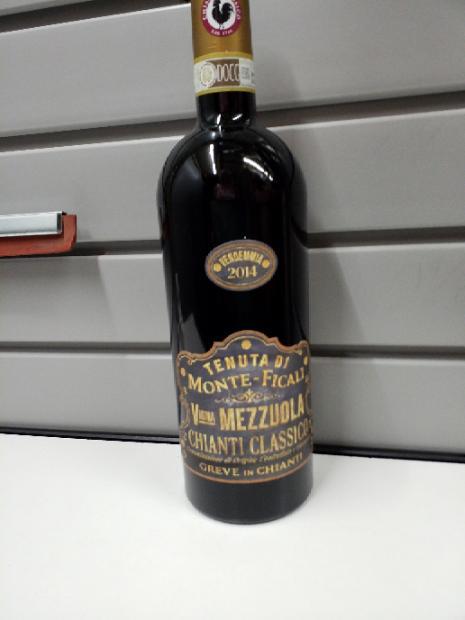 DOCG
VENDEMMIA
2014
TENUTA DI
MONTE-FICALI
VIGNA MEZZUOLA
CHIANTI CLASSICO
GREVE IN CHIANTI